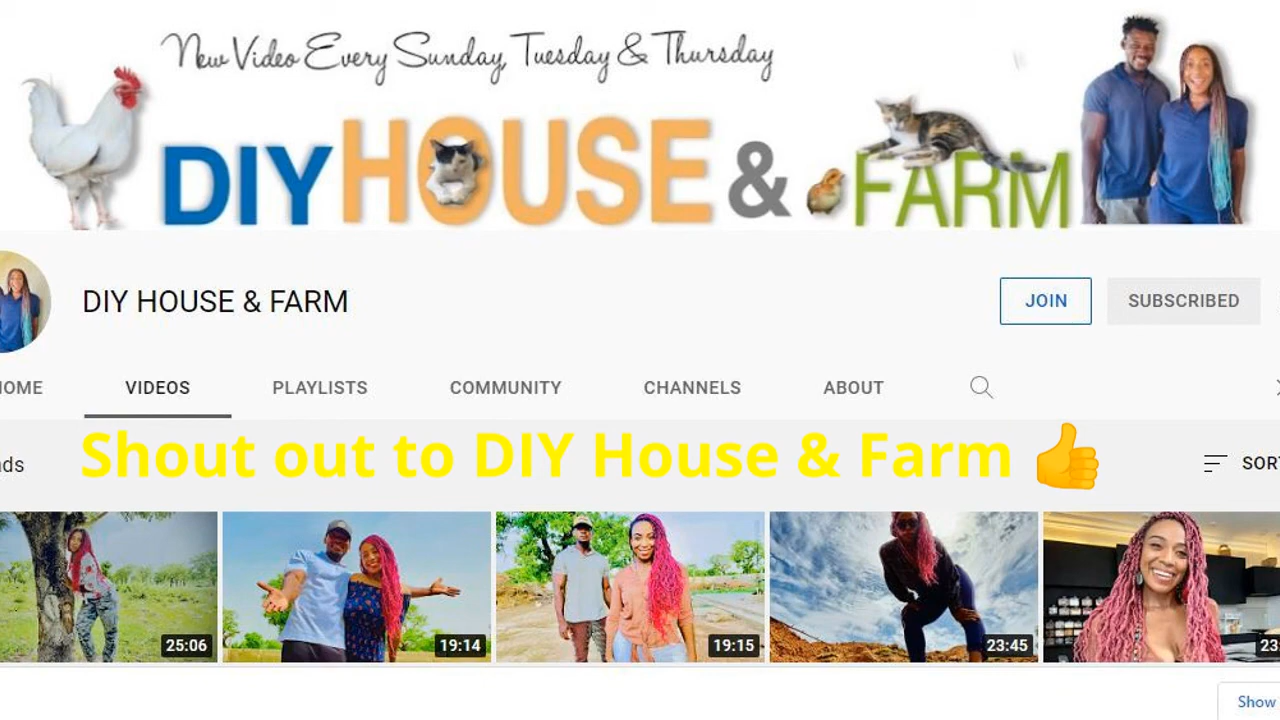 New Video Every Sunday, Tuesday & Thursday
DIY HOUSE & FARM
DIY HOUSE & FARM
JOIN
SUBSCRIBED
HOME
VIDEOS
PLAYLISTS
COMMUNITY
CHANNELS
ABOUT
ds
Shout out to DIY House & Farm 👍
SORT
25:06
19:14
19:15
23:45
23:
Show